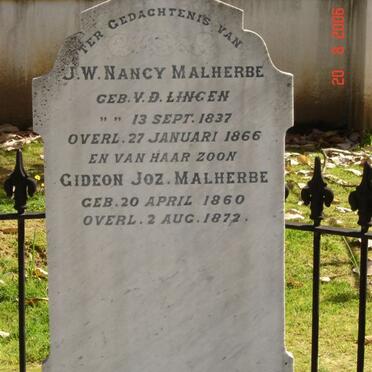 TER GEDACHTENIS VAN
J.W. NANCY MALHERBE
GEB. V.D. LINGEN
" " 13 SEPT. 1837
OVERL. 27 JANUARI 1866
EN VAN HAAR ZOON
GIDEON JOZ. MALHERBE
GEB. 20 APRIL 1860
OVERL. 2 AUG. 1872.
20 8 2006